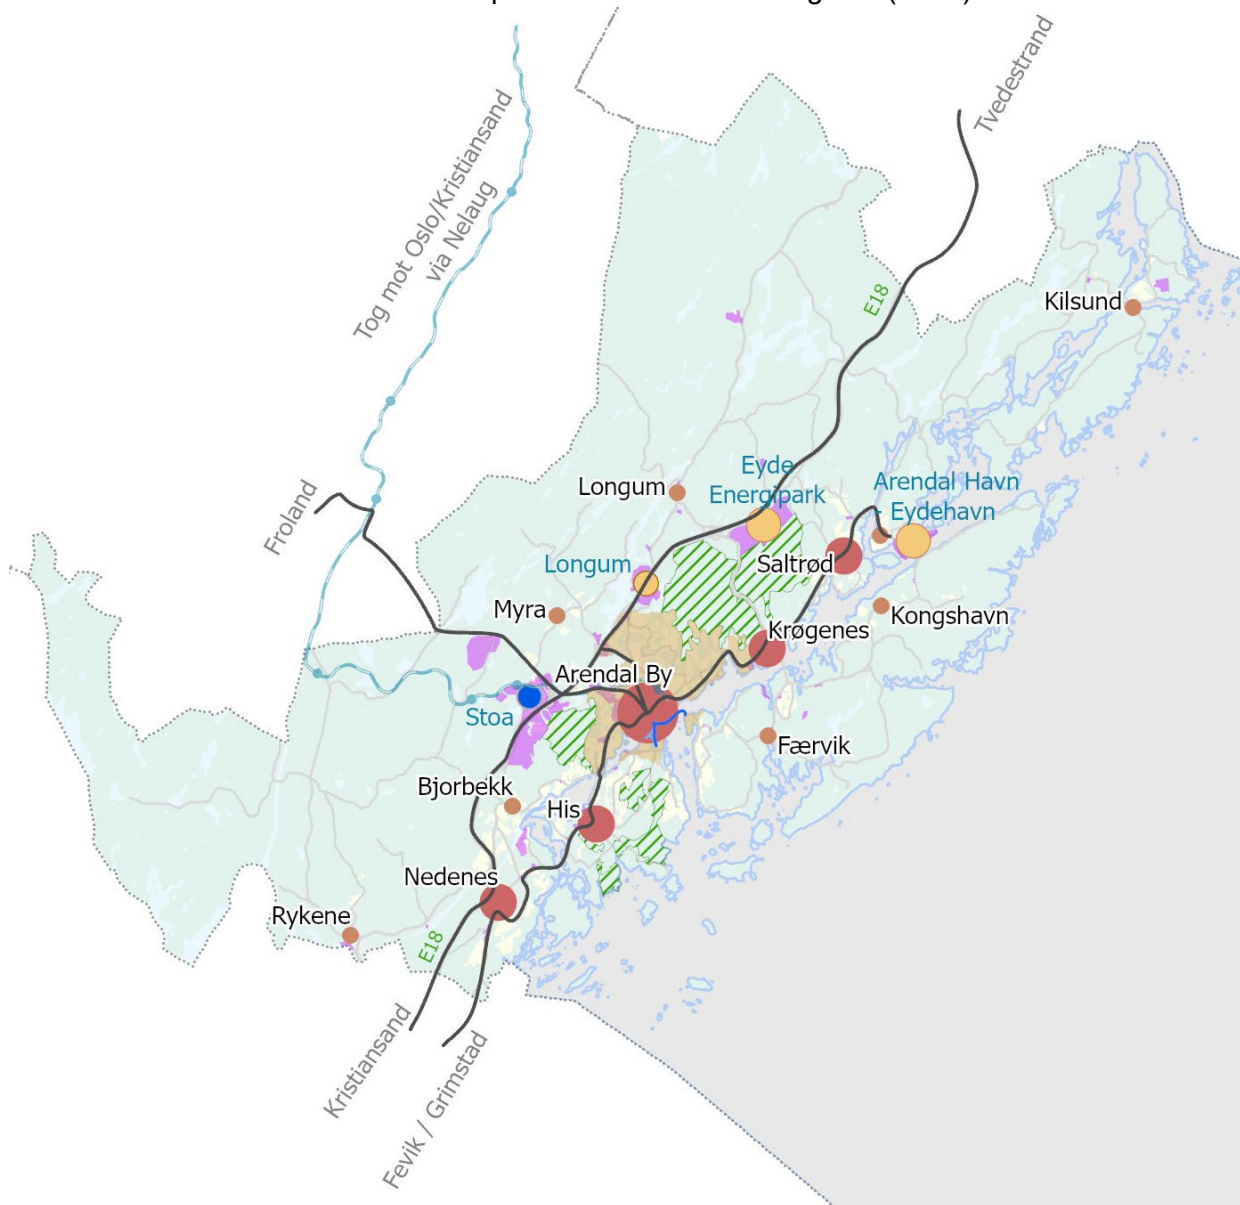 Tvedestrand
Tog mot Oslo/Kristiansand
via Nelaug
E18
Kilsund
Eyde
Energipark
Longum
Arendal Havn
- Eydehavn
Froland
Longum
Saltrød
Myra
Kongshavn
Krøgenes
Arendal By
Stoa
Færvik
Bjorbekk
His
Nedenes
Rykene
E18
Kristiansand
Fevik / Grimstad